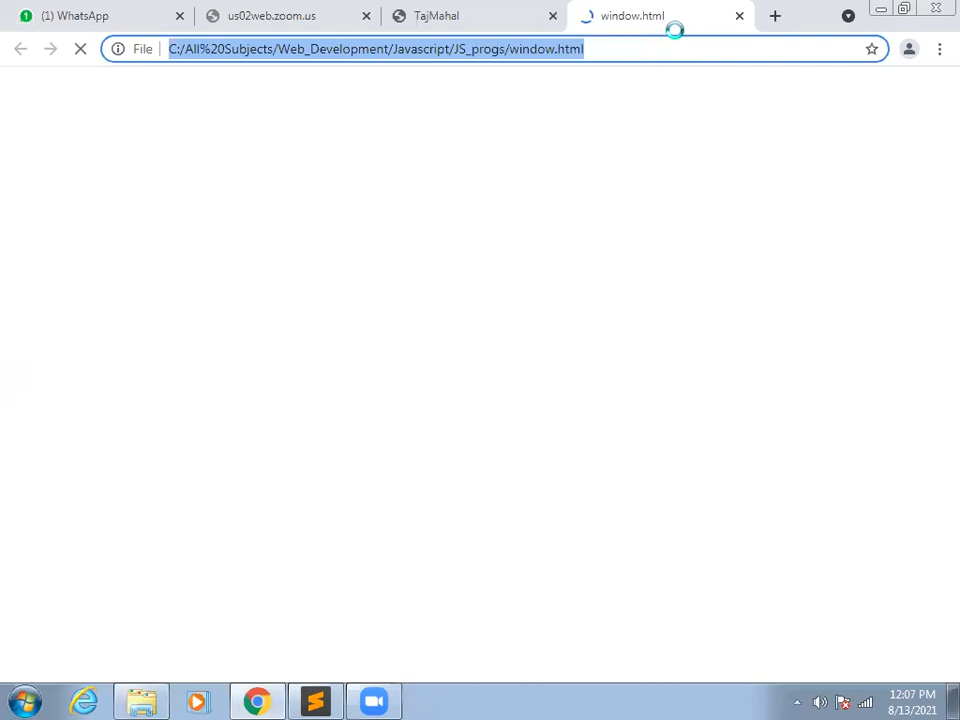 (1) WhatsApp
us02web.zoom.us
TajMahal
window.html
File
C:/All%20Subjects/Web_Development/Javascript/JS_progs/window.html
12:07 PM
8/13/2021